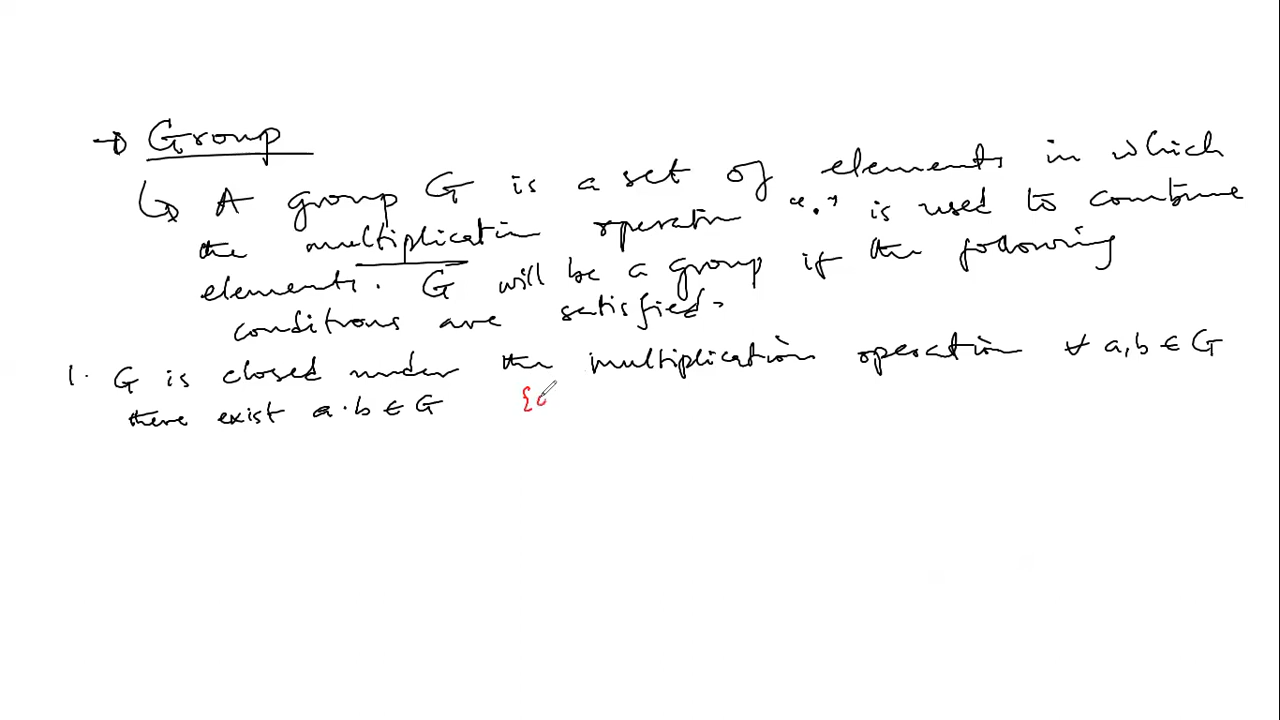 → Group
↳ A group G is a set of elements in which
the multiplication operation "." is used to combine
elements. G will be a group if the following
conditions are satisfied.
1. G is closed under the multiplication operation ∀ a,b ∈ G
there exist a.b ∈ G {